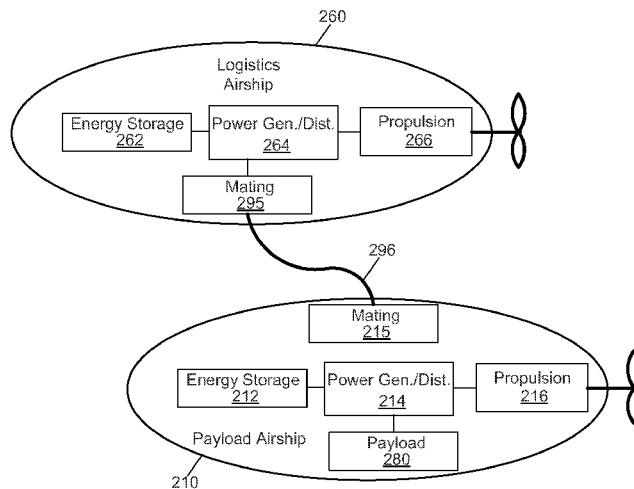 260
Logistics
Airship
Energy Storage
262
Power Gen./Dist.
264
Propulsion
266
Mating
295
296
Mating
215
Energy Storage
212
Power Gen./Dist.
214
Propulsion
216
Payload Airship
Payload
280
210